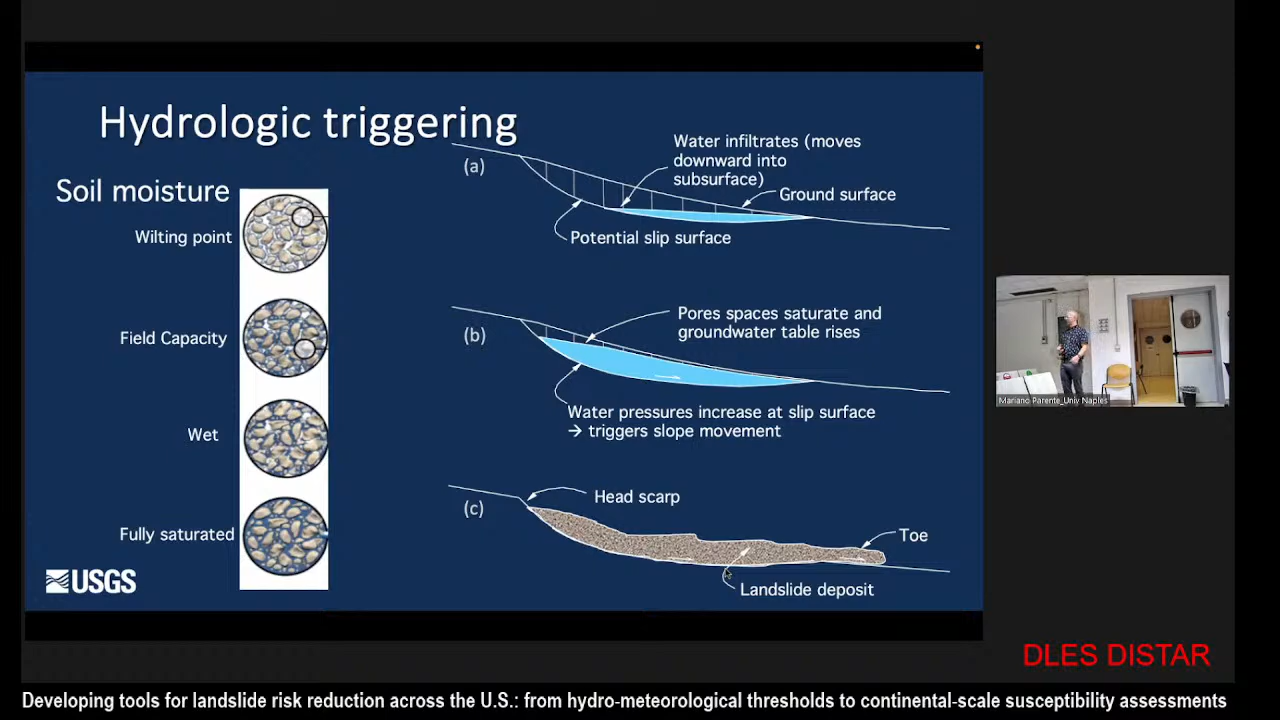 Hydrologic triggering
Soil moisture
Wilting point
Field Capacity
Wet
Fully saturated
USGS
(a)
Water infiltrates (moves
downward into
subsurface)
Ground surface
Potential slip surface
(b)
Pores spaces saturate and
groundwater table rises
Water pressures increase at slip surface
→ triggers slope movement
(c)
Head scarp
Toe
Landslide deposit
Mariano Parente_Univ Naples
DLES DISTAR
Developing tools for landslide risk reduction across the U.S.: from hydro-meteorological thresholds to continental-scale susceptibility assessments